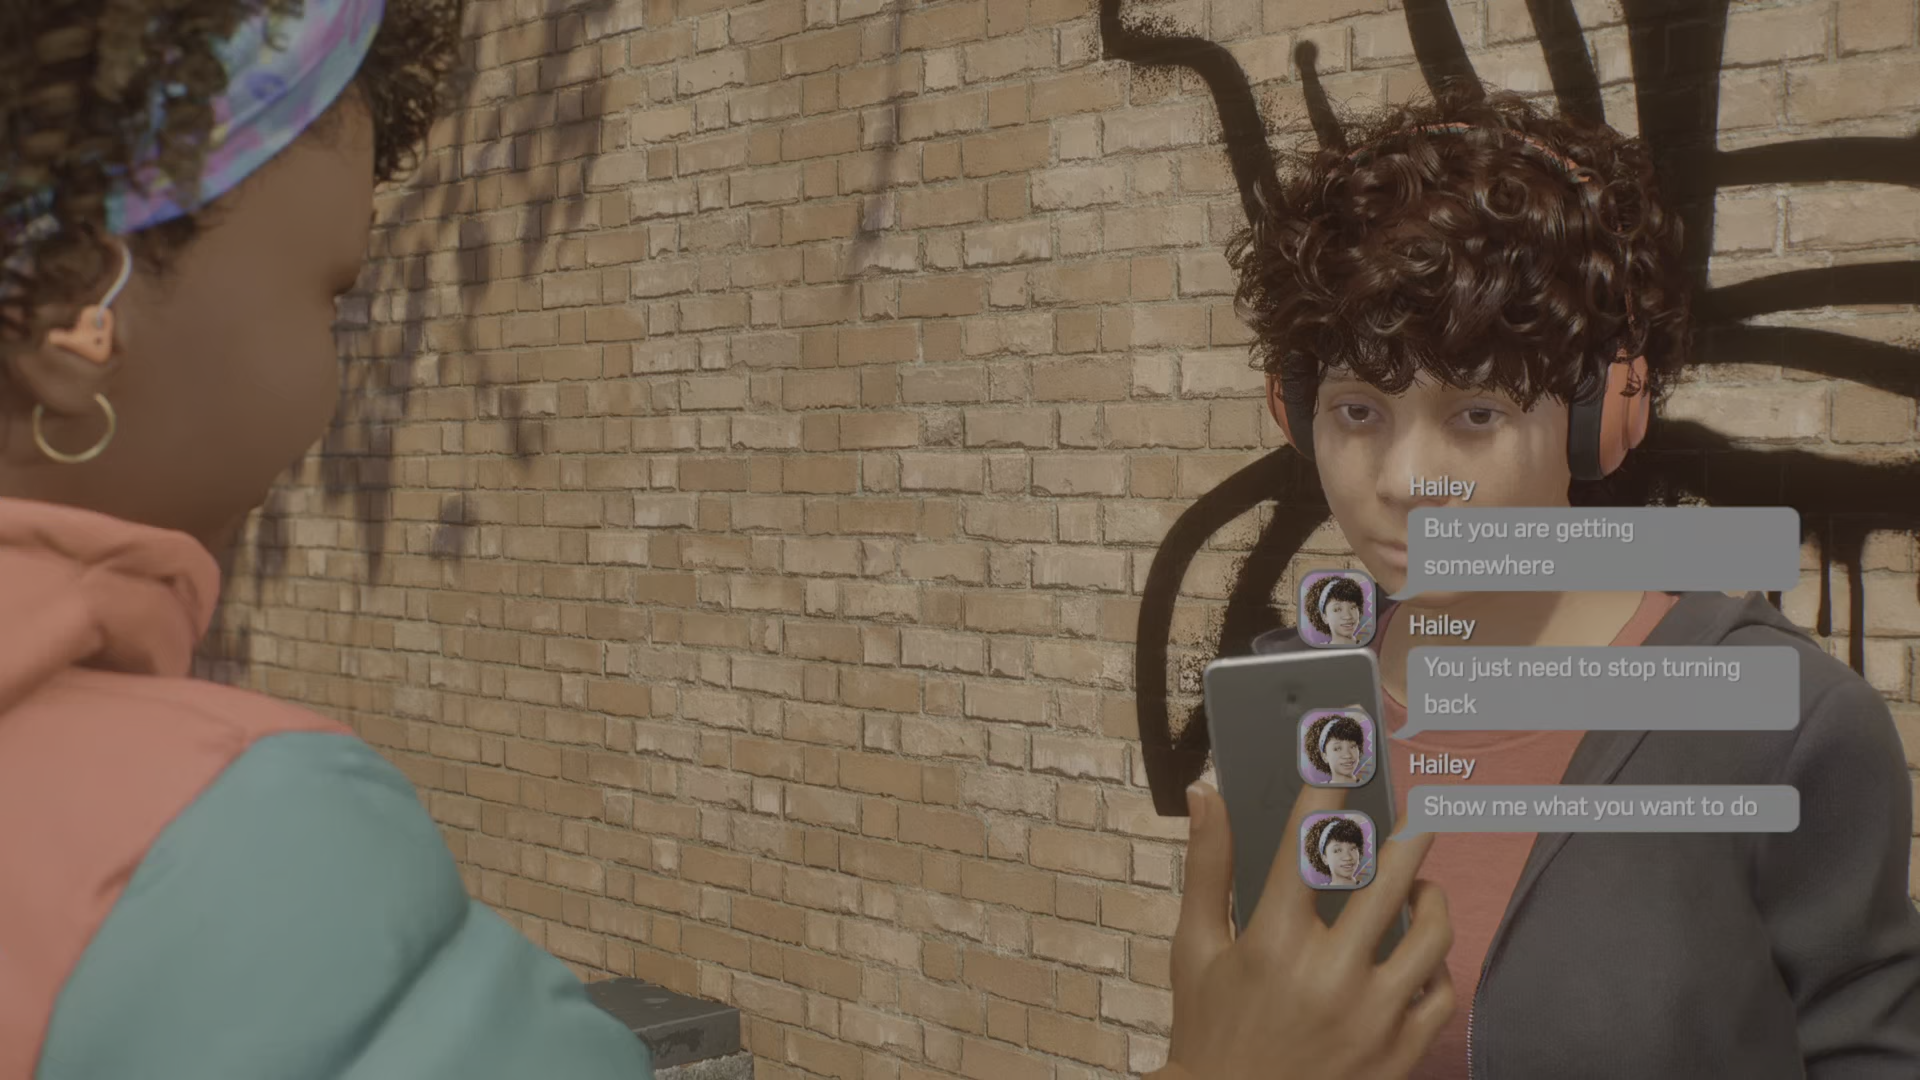 Hailey
But you are getting
somewhere
Hailey
You just need to stop turning
back
Hailey
Show me what you want to do